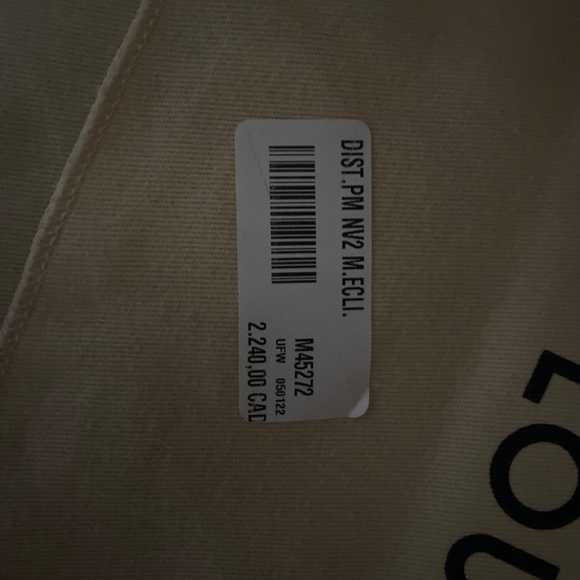 DIST.PM NV2 M.ECLI.
M45272
UFW 050122
2.240,00 CAD
LOU